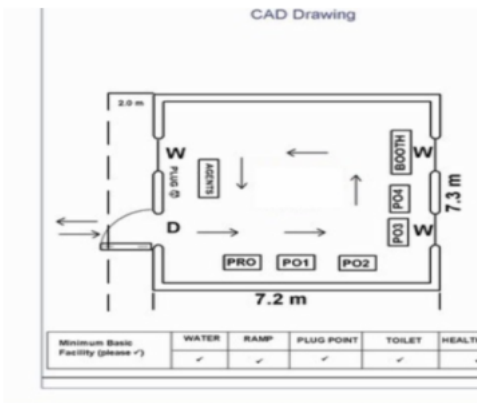 CAD Drawing
2.0 m
W
PLUG
AGENTS
BOOTH
W
PO4
7.3 m
D
PO3
W
PRO
PO1
PO2
7.2 m
Minimum Basic
Facility (please ✓)
WATER
RAMP
PLUG POINT
TOILET
HEALT
✓
✓
✓
✓